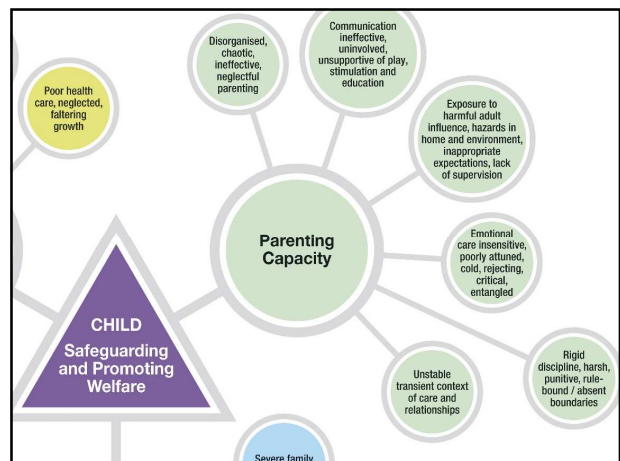 Disorganised,
chaotic,
ineffective,
neglectful
parenting
Communication
ineffective,
uninvolved,
unsupportive of play,
stimulation and
education
Poor health
care, neglected,
faltering
growth
Exposure to
harmful adult
influence, hazards in
home and environment,
inappropriate
expectations, lack
of supervision
Parenting
Capacity
Emotional
care insensitive,
poorly attuned,
cold, rejecting,
critical,
entangled
CHILD
Safeguarding
and Promoting
Welfare
Unstable
transient context
of care and
relationships
Rigid
discipline, harsh,
punitive, rule-
bound / absent
boundaries
Severe family